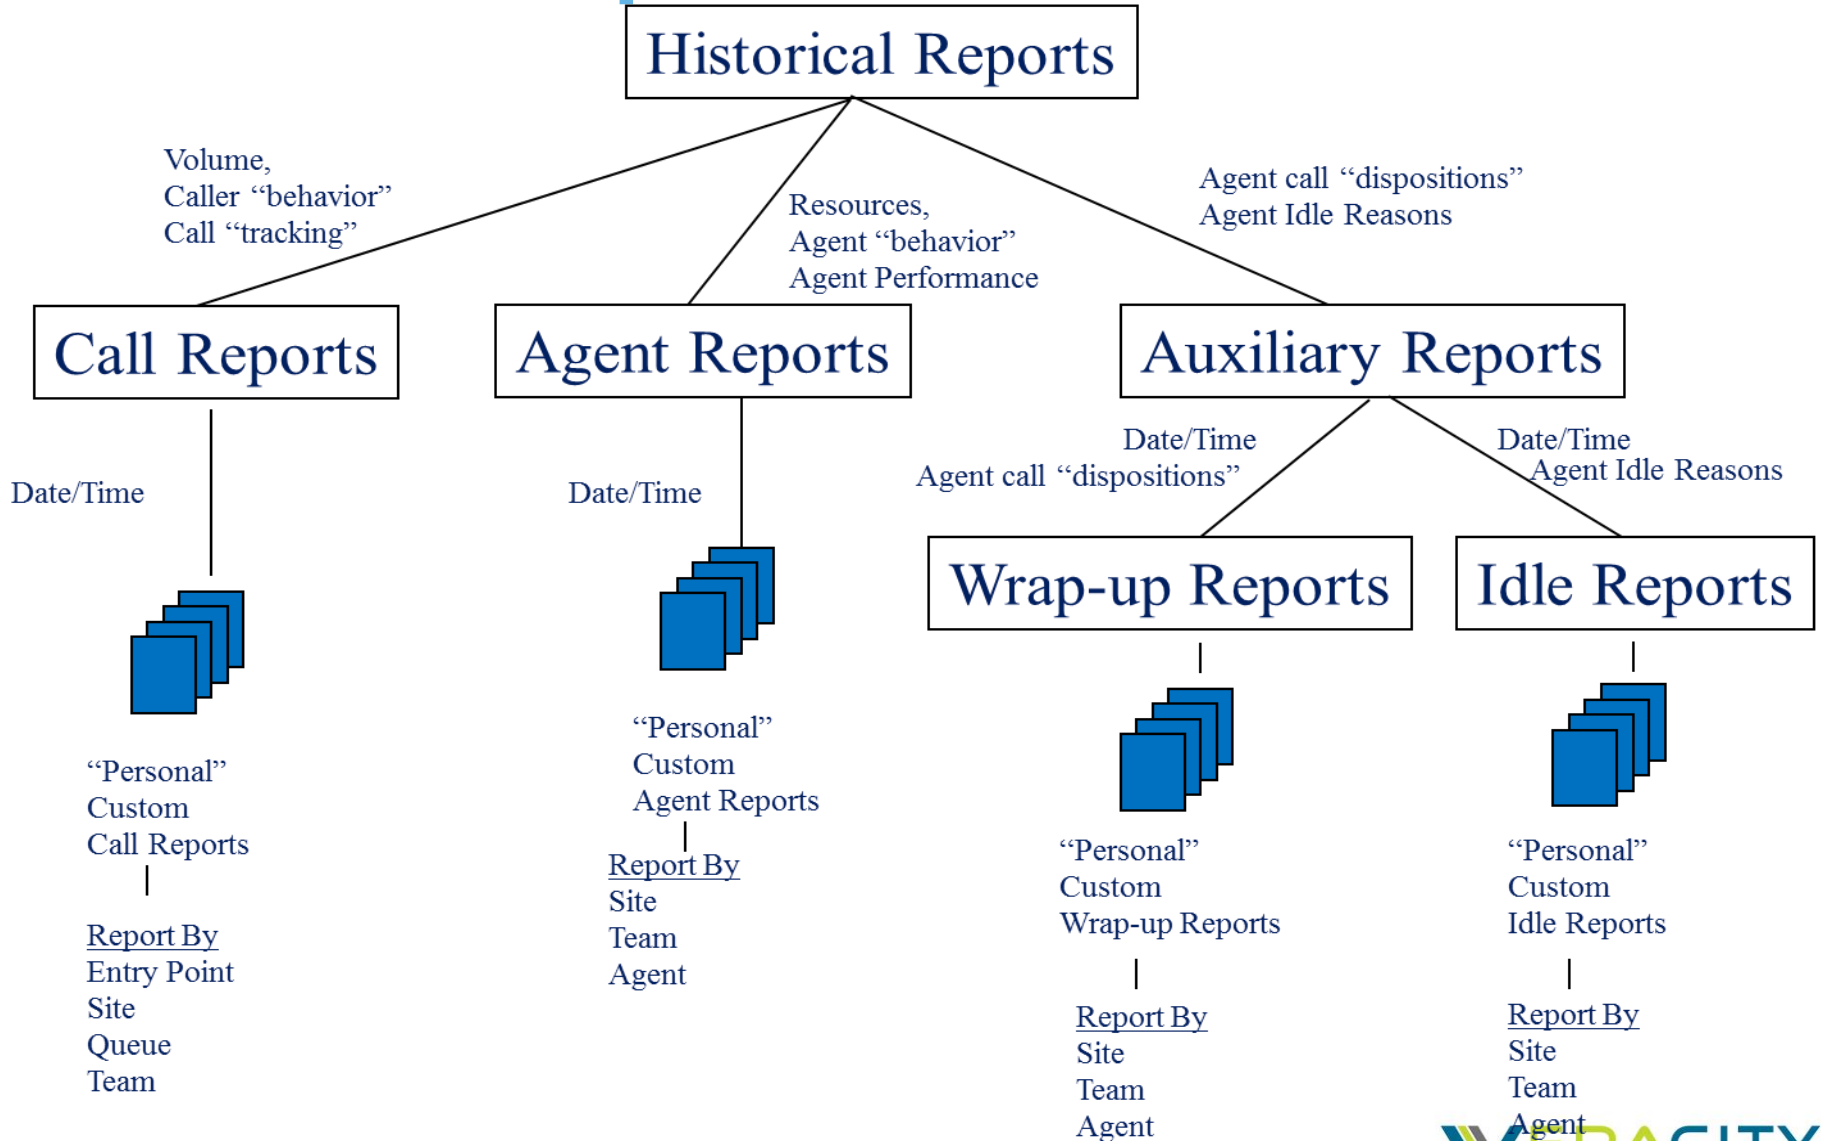 Historical Reports
Volume,
Caller “behavior”
Call “tracking”
Resources,
Agent “behavior”
Agent Performance
Agent call “dispositions”
Agent Idle Reasons
Call Reports
Agent Reports
Auxiliary Reports
Date/Time
Date/Time
Date/Time
Agent call “dispositions”
Date/Time
Agent Idle Reasons
Wrap-up Reports
Idle Reports
“Personal”
Custom
Call Reports
Report By
Entry Point
Site
Queue
Team
“Personal”
Custom
Agent Reports
Report By
Site
Team
Agent
“Personal”
Custom
Wrap-up Reports
Report By
Site
Team
Agent
“Personal”
Custom
Idle Reports
Report By
Site
Team
Agent
VERACITY